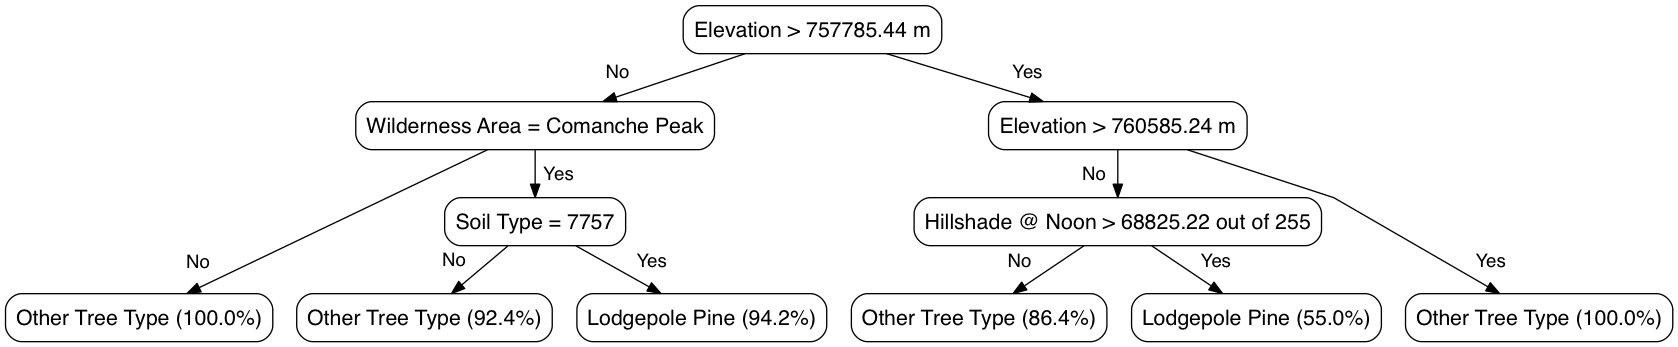 Elevation > 757785.44 m
No
Yes
Wilderness Area = Comanche Peak
Elevation > 760585.24 m
Yes
No
Soil Type = 7757
Hillshade @ Noon > 68825.22 out of 255
No
No
Yes
No
Yes
Yes
Other Tree Type (100.0%)
Other Tree Type (92.4%)
Lodgepole Pine (94.2%)
Other Tree Type (86.4%)
Lodgepole Pine (55.0%)
Other Tree Type (100.0%)